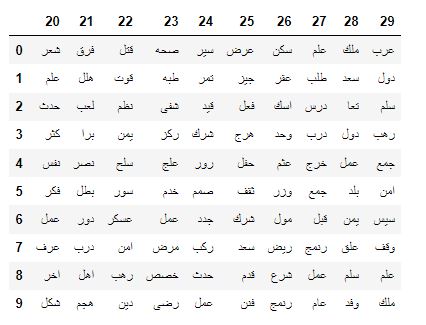 20 21 22 23 24 25 26 27 28 29
0 شعر فرق قتل صحه سير عرض سكن علم ملك عرب
1 علم هلل قوت طبه تمر جيز عقر طلب سعد دول
2 حدث لعب نظم شفى قيد فعل اسك درس تعا سلم
3 كثر برا يمن ركز شرك هرج وحد درب دول رهب
4 نفس نصر سلح علج رور حفل عثم خرج عمل جمع
5 فكر بطل سور خدم صمم ثقف وزر جمع بلد امن
6 عمل دور عسكر عمل جدد شرك مول قبل يمن سيس
7 عرف درب امن مرض ركب سعد ريض رنمج علق وقف
8 اخر اهل رهب خصص حدث قدم شرع عمل سلم علم
9 شكل هجم دين رضى عمل فتن رنمج عام وفد ملك